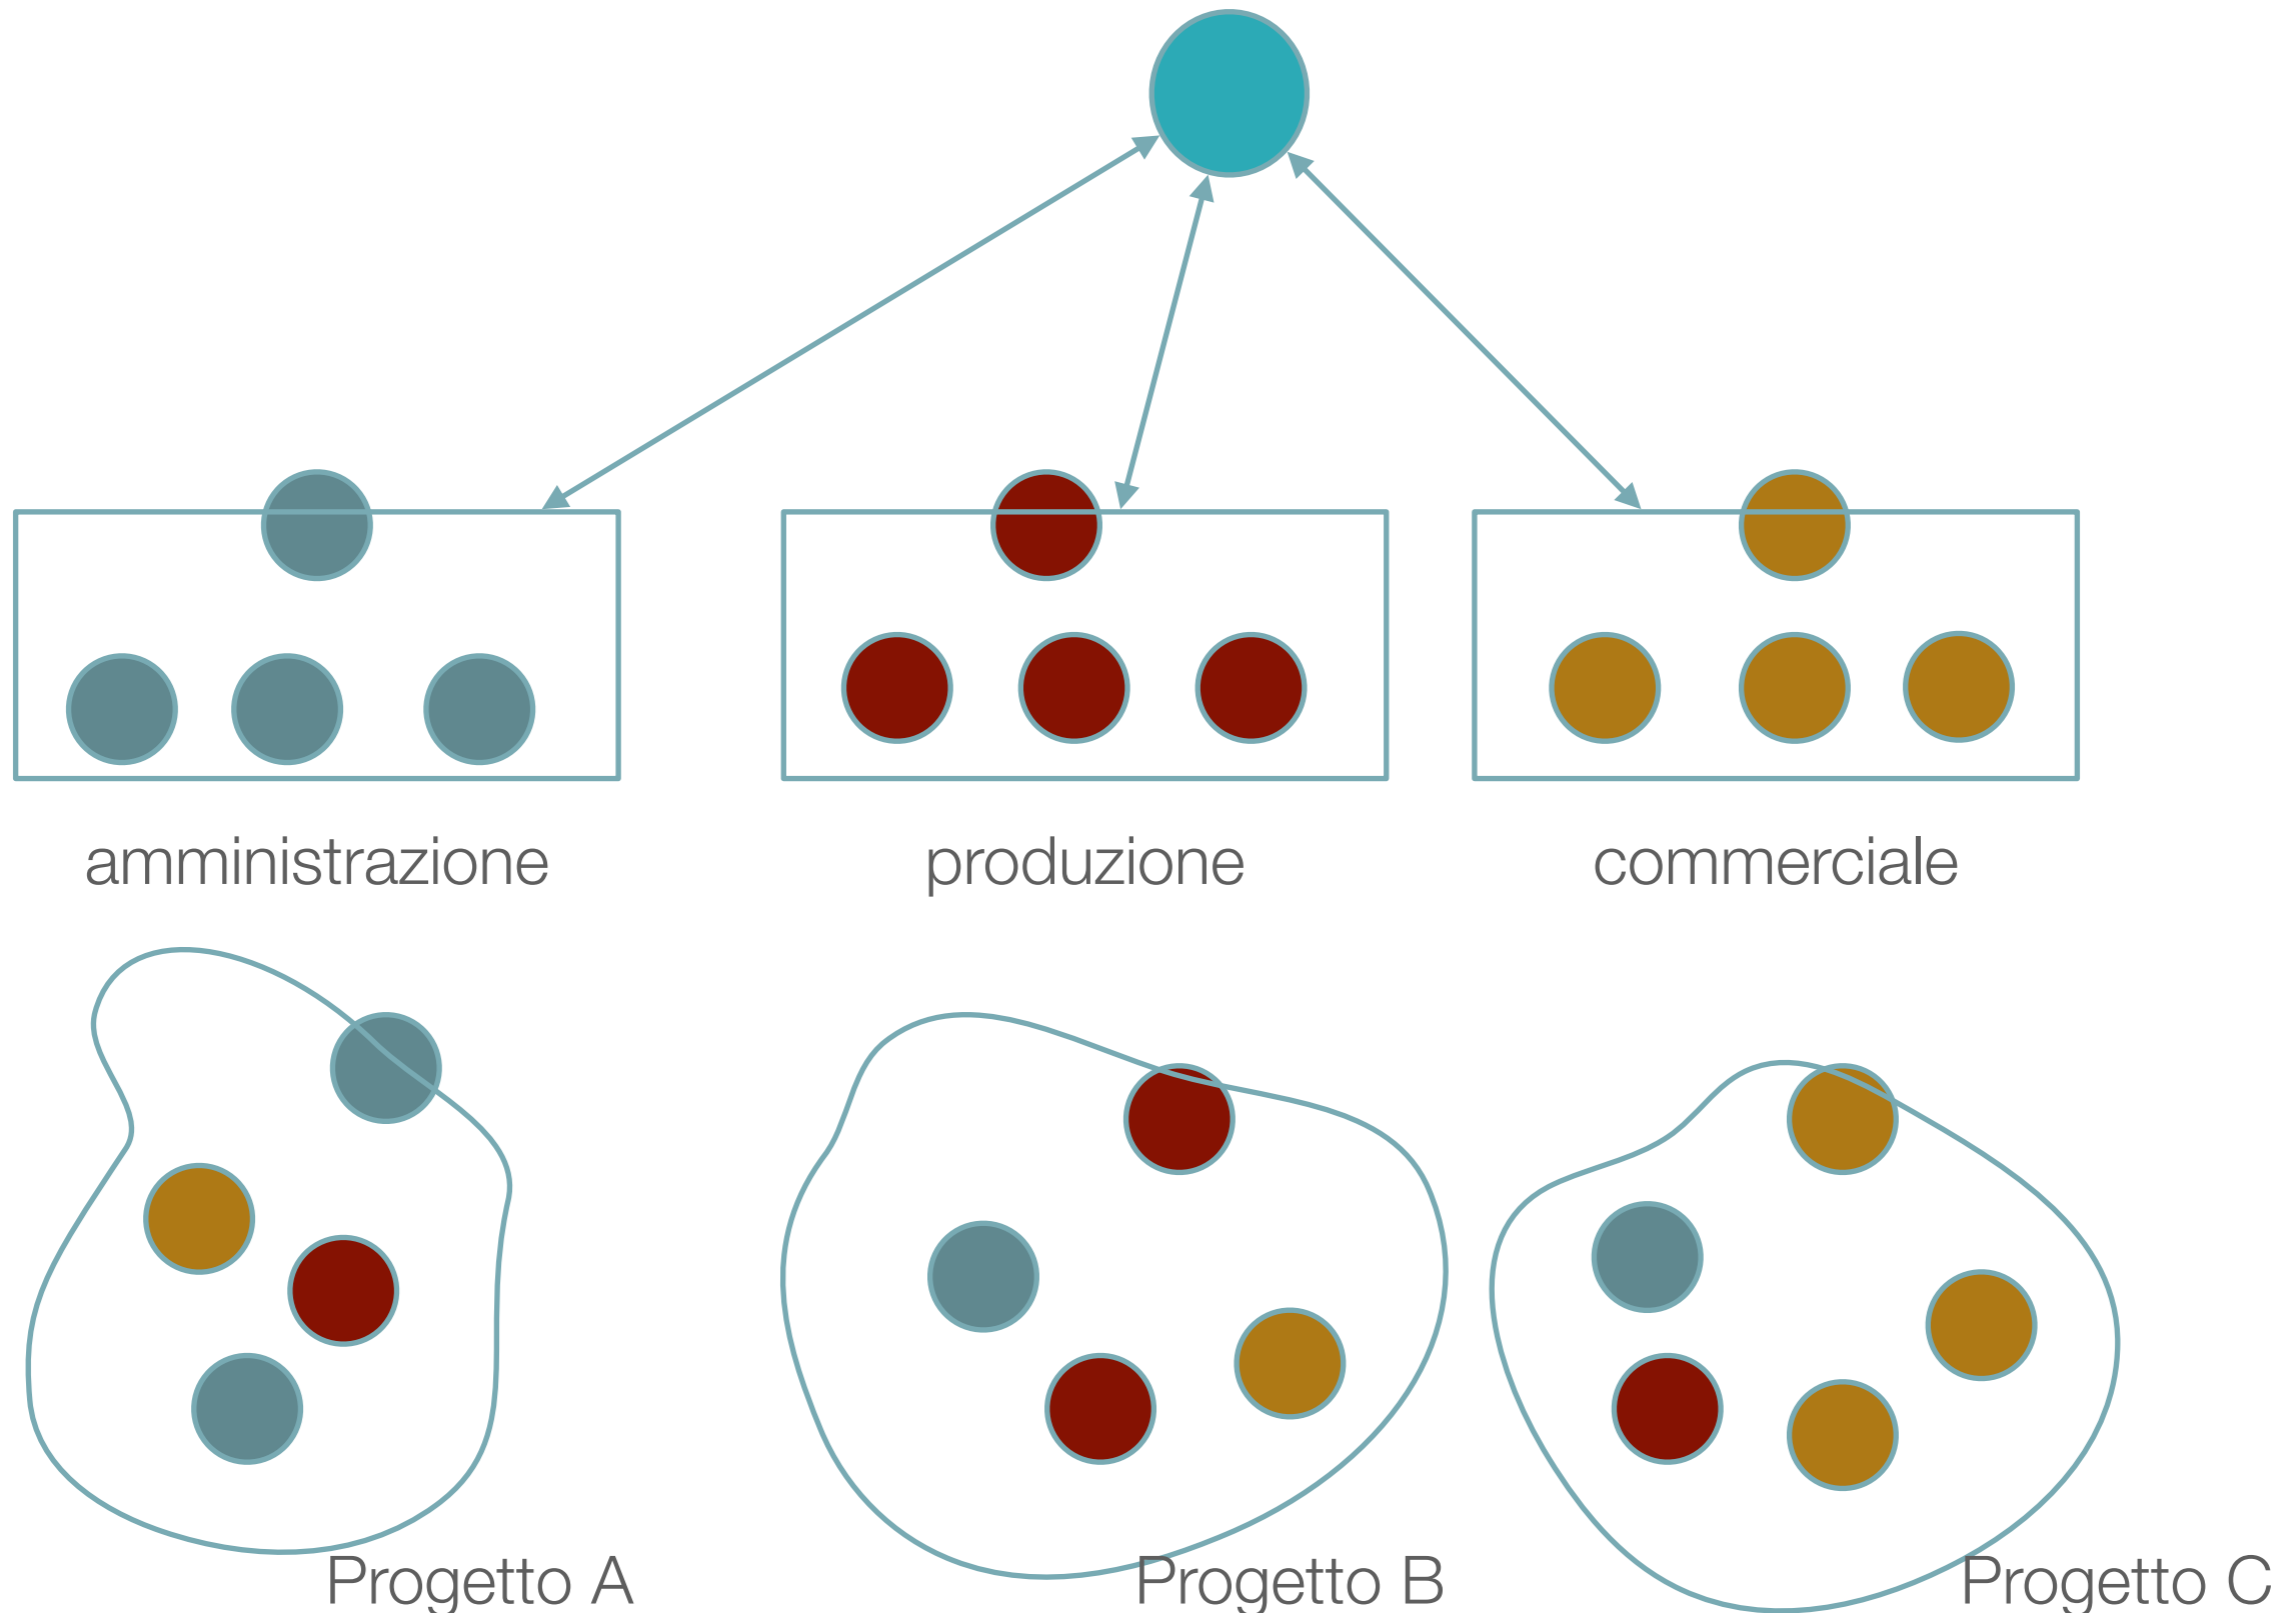 amministrazione
produzione
commerciale
Progetto A
Progetto B
Progetto C